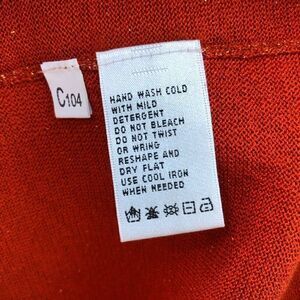 C104
HAND WASH COLD
WITH MILD
DETERGENT
DO NOT BLEACH
DO NOT TWIST
OR WRING
RESHAPE AND
DRY FLAT
USE COOL IRON
WHEN NEEDED